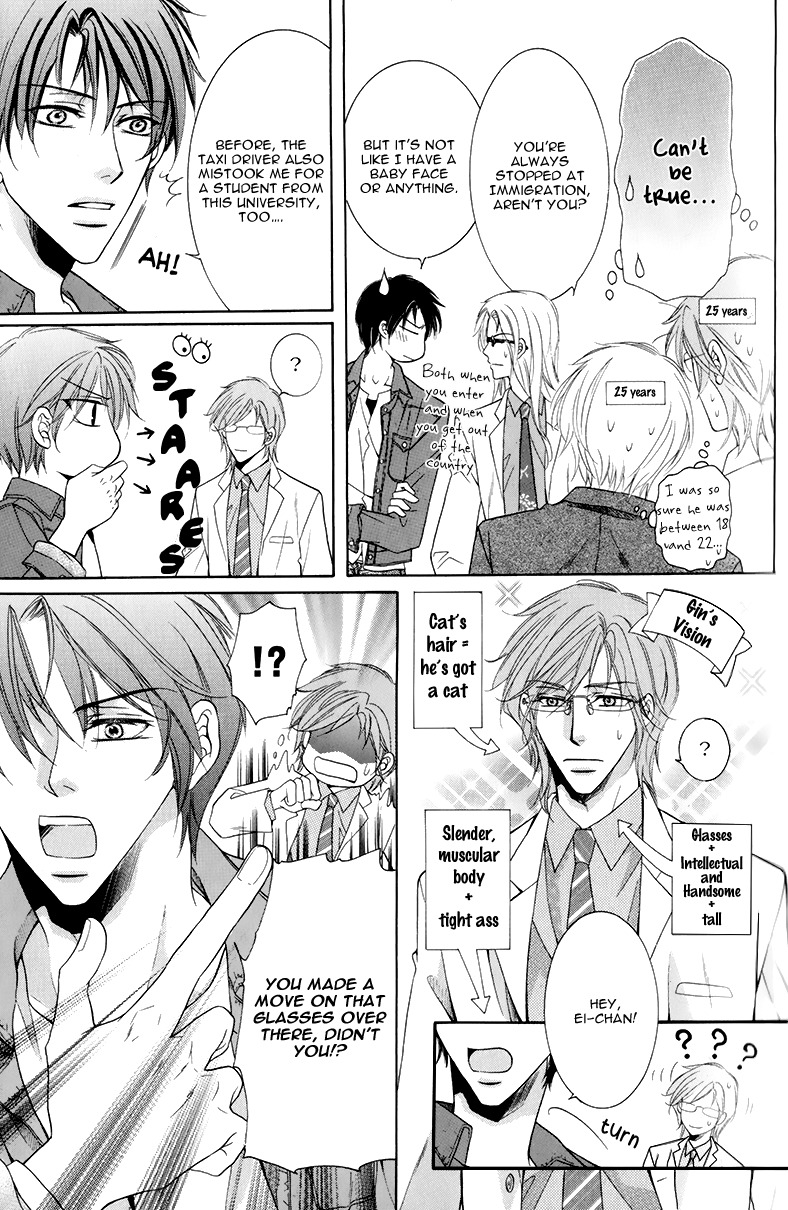 Can't
be
true...
25 years
25 years
YOU'RE
ALWAYS
STOPPED AT
IMMIGRATION,
AREN'T YOU?
BUT IT'S NOT
LIKE I HAVE A
BABY FACE
OR ANYTHING.
Both when
you enter
and when
you get out
of the
country
I was so
sure he was
between 18
and 22...
BEFORE, THE
TAXI DRIVER ALSO
MISTOOK ME FOR
A STUDENT FROM
THIS UNIVERSITY,
TOO....
AH!
?
STAARES
Gin's
Vision
Cat's
hair =
he's got
a cat
?
Glasses
+
Intellectual
and
Handsome
+
tall
Slender,
muscular
body
+
tight ass
HEY,
EI-CHAN!
? ? ?
turn
!?
YOU MADE A
MOVE ON THAT
GLASSES OVER
THERE, DIDN'T
YOU!?